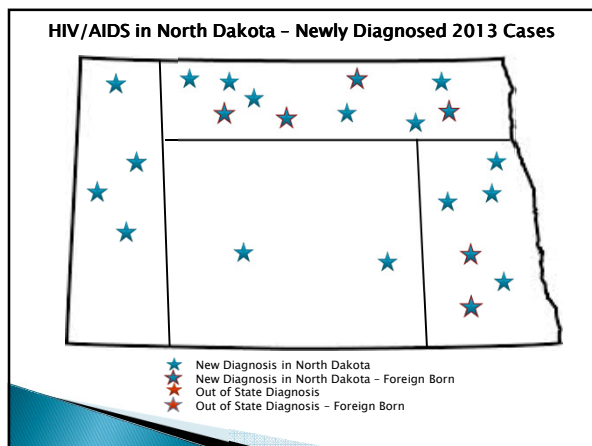 HIV/AIDS in North Dakota – Newly Diagnosed 2013 Cases
New Diagnosis in North Dakota
New Diagnosis in North Dakota – Foreign Born
Out of State Diagnosis
Out of State Diagnosis – Foreign Born